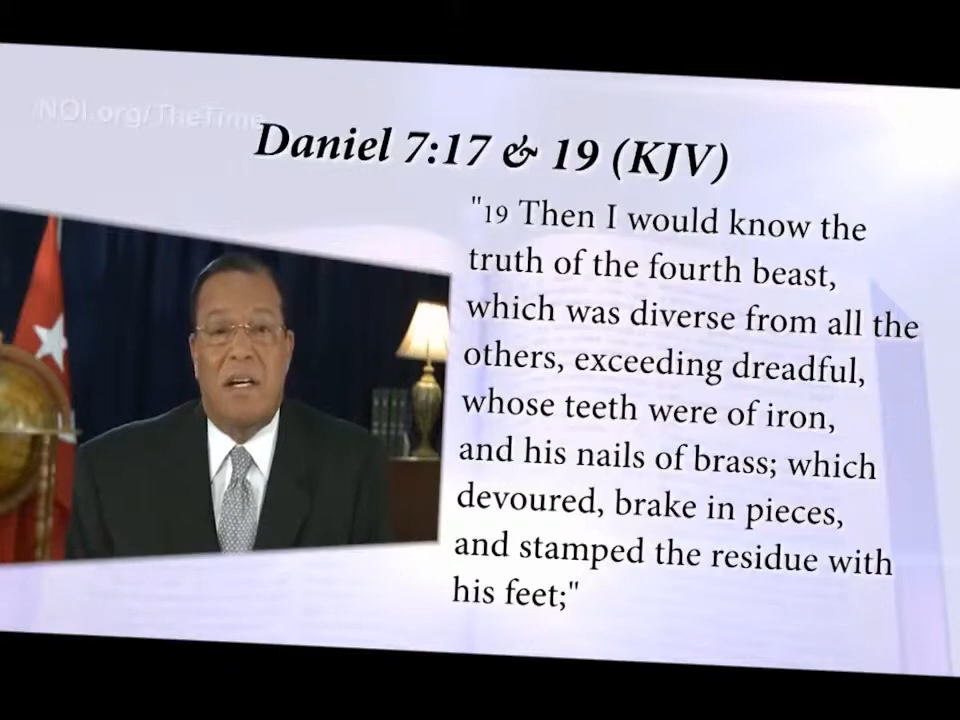 NOI.org/TheTime
Daniel 7:17 & 19 (KJV)
"19 Then I would know the
truth of the fourth beast,
which was diverse from all the
others, exceeding dreadful,
whose teeth were of iron,
and his nails of brass; which
devoured, brake in pieces,
and stamped the residue with
his feet;"